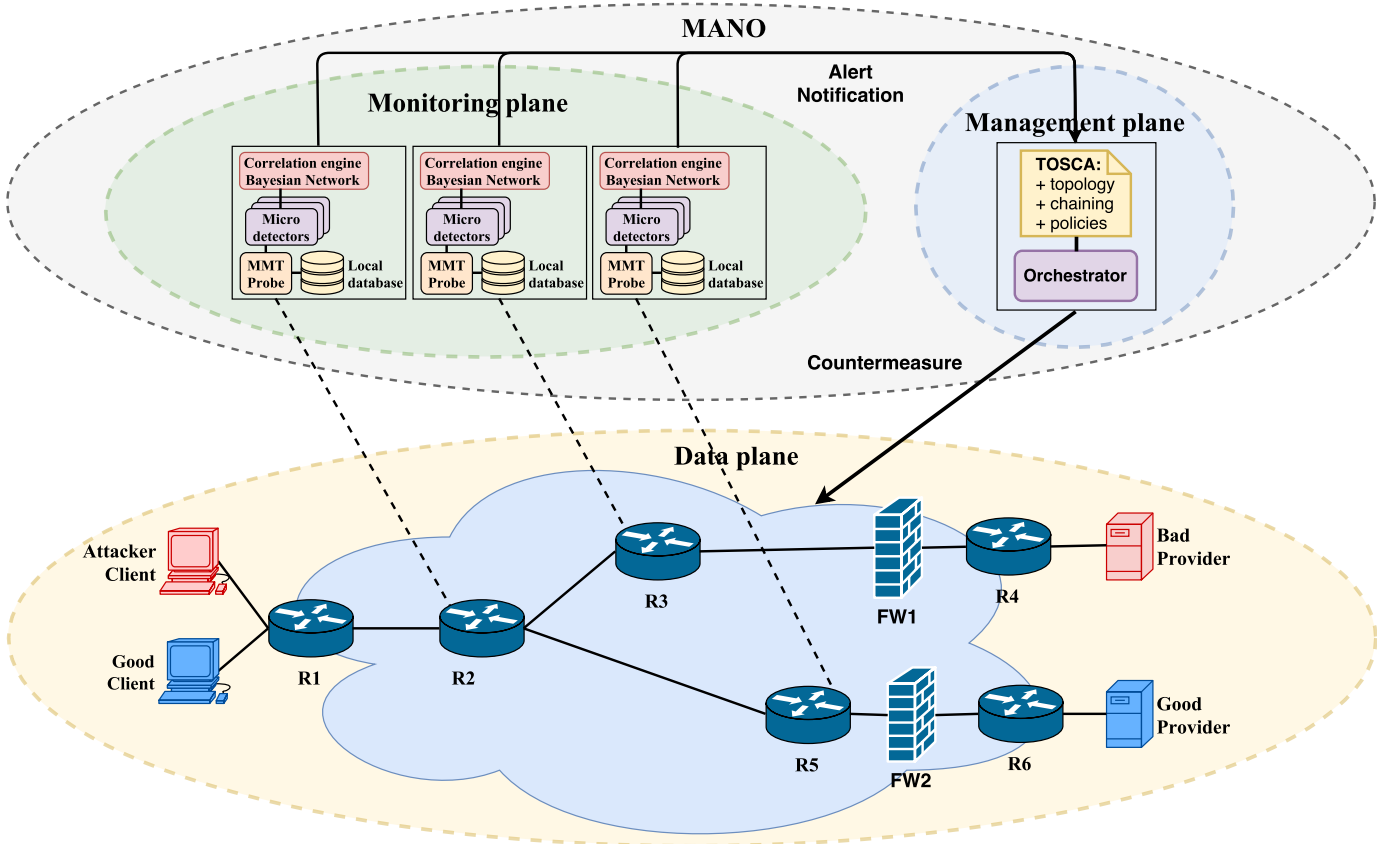 MANO
Alert
Notification
Monitoring plane
Management plane
Correlation engine
Bayesian Network
Micro
detectors
MMT
Probe
Local
database
Correlation engine
Bayesian Network
Micro
detectors
MMT
Probe
Local
database
Correlation engine
Bayesian Network
Micro
detectors
MMT
Probe
Local
database
TOSCA:
+ topology
+ chaining
+ policies
Orchestrator
Countermeasure
Data plane
Attacker
Client
Good
Client
R1
R2
R3
FW1
R4
Bad
Provider
R5
FW2
R6
Good
Provider